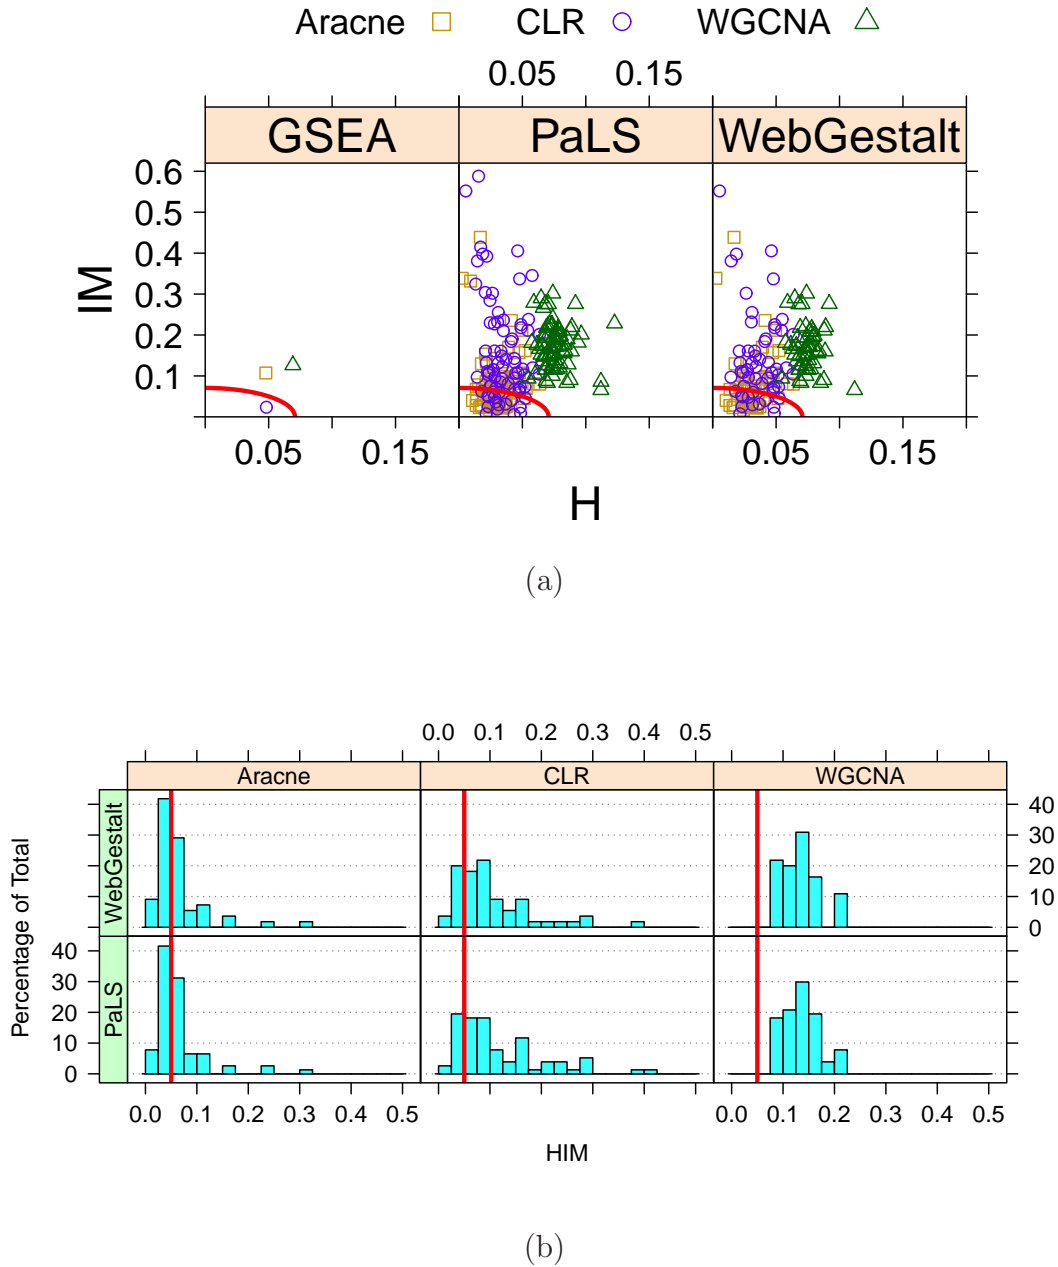 Aracne CLR WGCNA
0.05 0.15
GSEA PaLS WebGestalt
0.6
0.5
0.4
0.3
0.2
0.1
IM
0.05 0.15 0.05 0.15
H
(a)
0.0 0.1 0.2 0.3 0.4 0.5
Aracne CLR WGCNA
Percentage of Total
WebGestalt
40
30
20
10
0
PaLS
40
30
20
10
0
0.0 0.1 0.2 0.3 0.4 0.5 0.0 0.1 0.2 0.3 0.4 0.5
HIM
(b)